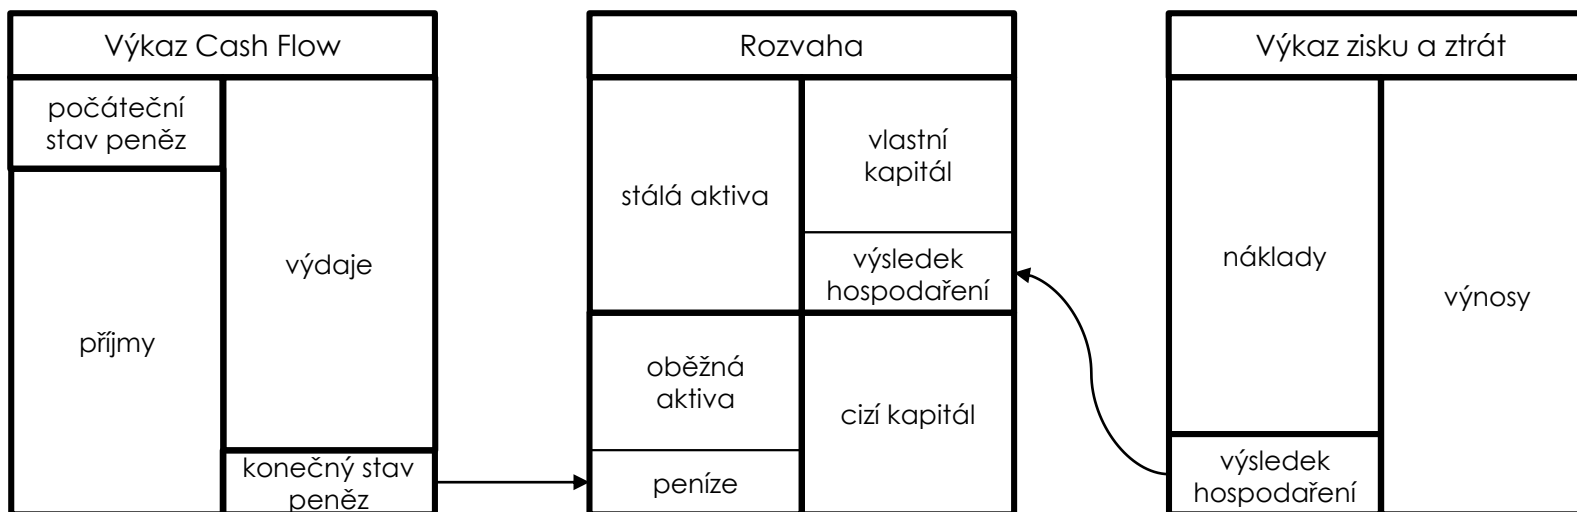 Výkaz Cash Flow
počáteční
stav peněz
příjmy
výdaje
konečný stav
peněz
Rozvaha
stálá aktiva
oběžná
aktiva
peníze
vlastní
kapitál
výsledek
hospodaření
cizí kapitál
Výkaz zisku a ztrát
náklady
výsledek
hospodaření
výnosy